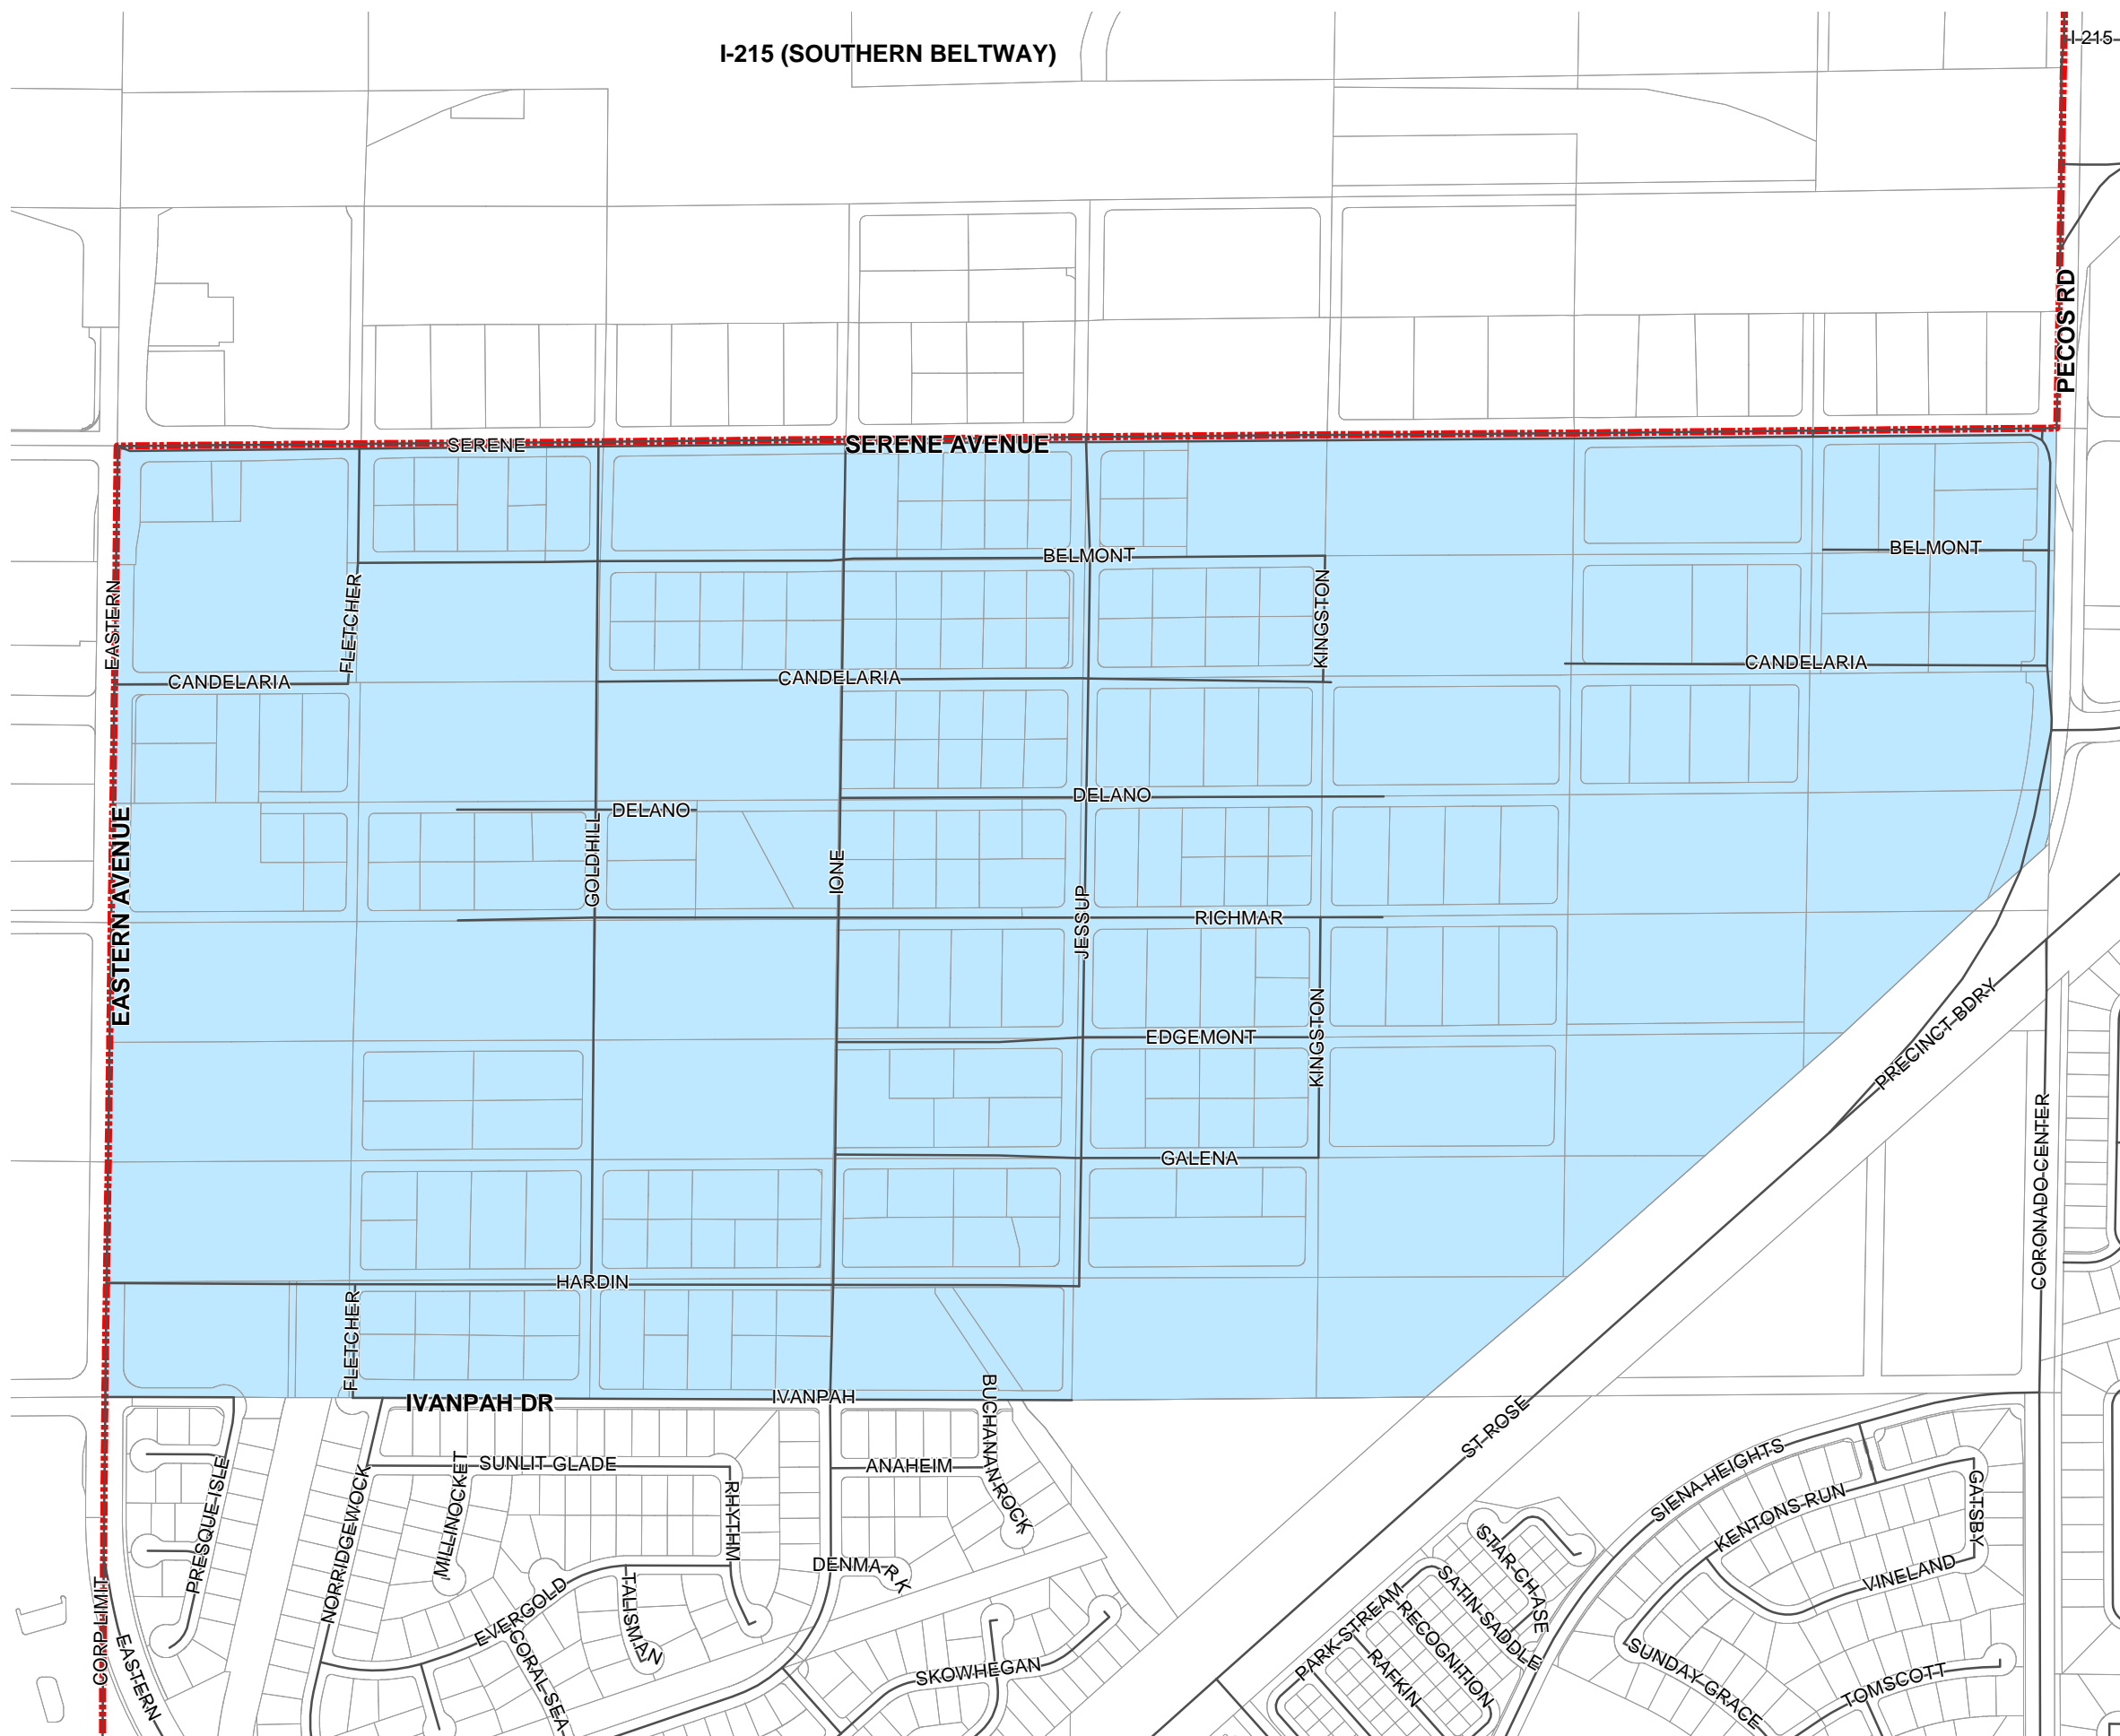 I-215 (SOUTHERN BELTWAY)
I 215
PECOS RD
SERENE
SERENE AVENUE
BELMONT
BELMONT
EASTERN
FLETCHER
KINGSTON
CANDELARIA
CANDELARIA
CANDELARIA
DELANO
DELANO
EASTERN AVENUE
GOLDHILL
IONE
JESSUP
RICHMAR
KINGSTON
EDGEMONT
PRECINCT BDRY
GALENA
CORONADO CENTER
HARDIN
FLETCHER
IVANPAH DR
IVANPAH
BUCHANAN ROCK
ST ROSE
SUNLIT GLADE
ANAHEIM
PRESQUE ISLE
NORRIDGEWOCK
MILLINOCKET
RHYTHM
SIENA HEIGHTS
KENTONS RUN
GATSBY
DENMARK
STAR CHASE
SATIN SADDLE
VINELAND
CORP LIMIT
EASTERN
EVERGOLD
TALISMAN
CORAL SEA
SKOWHEGAN
PARK STREAM
RECOGNITION
RAFKIN
SUNDAY GRACE
TOMSCOTT